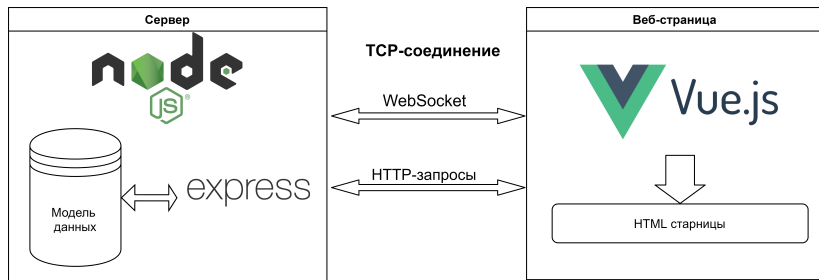 Сервер
node
JS
®
Модель
данных
express
TCP-соединение
WebSocket
HTTP-запросы
Веб-страница
Vue.js
HTML старницы